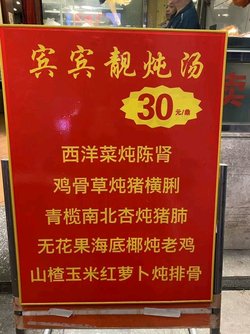 宾宾靓炖汤
30元/盅
西洋菜炖陈肾
鸡骨草炖猪横脷
青榄南北杏炖猪肺
无花果海底椰炖老鸡
山楂玉米红萝卜炖排骨